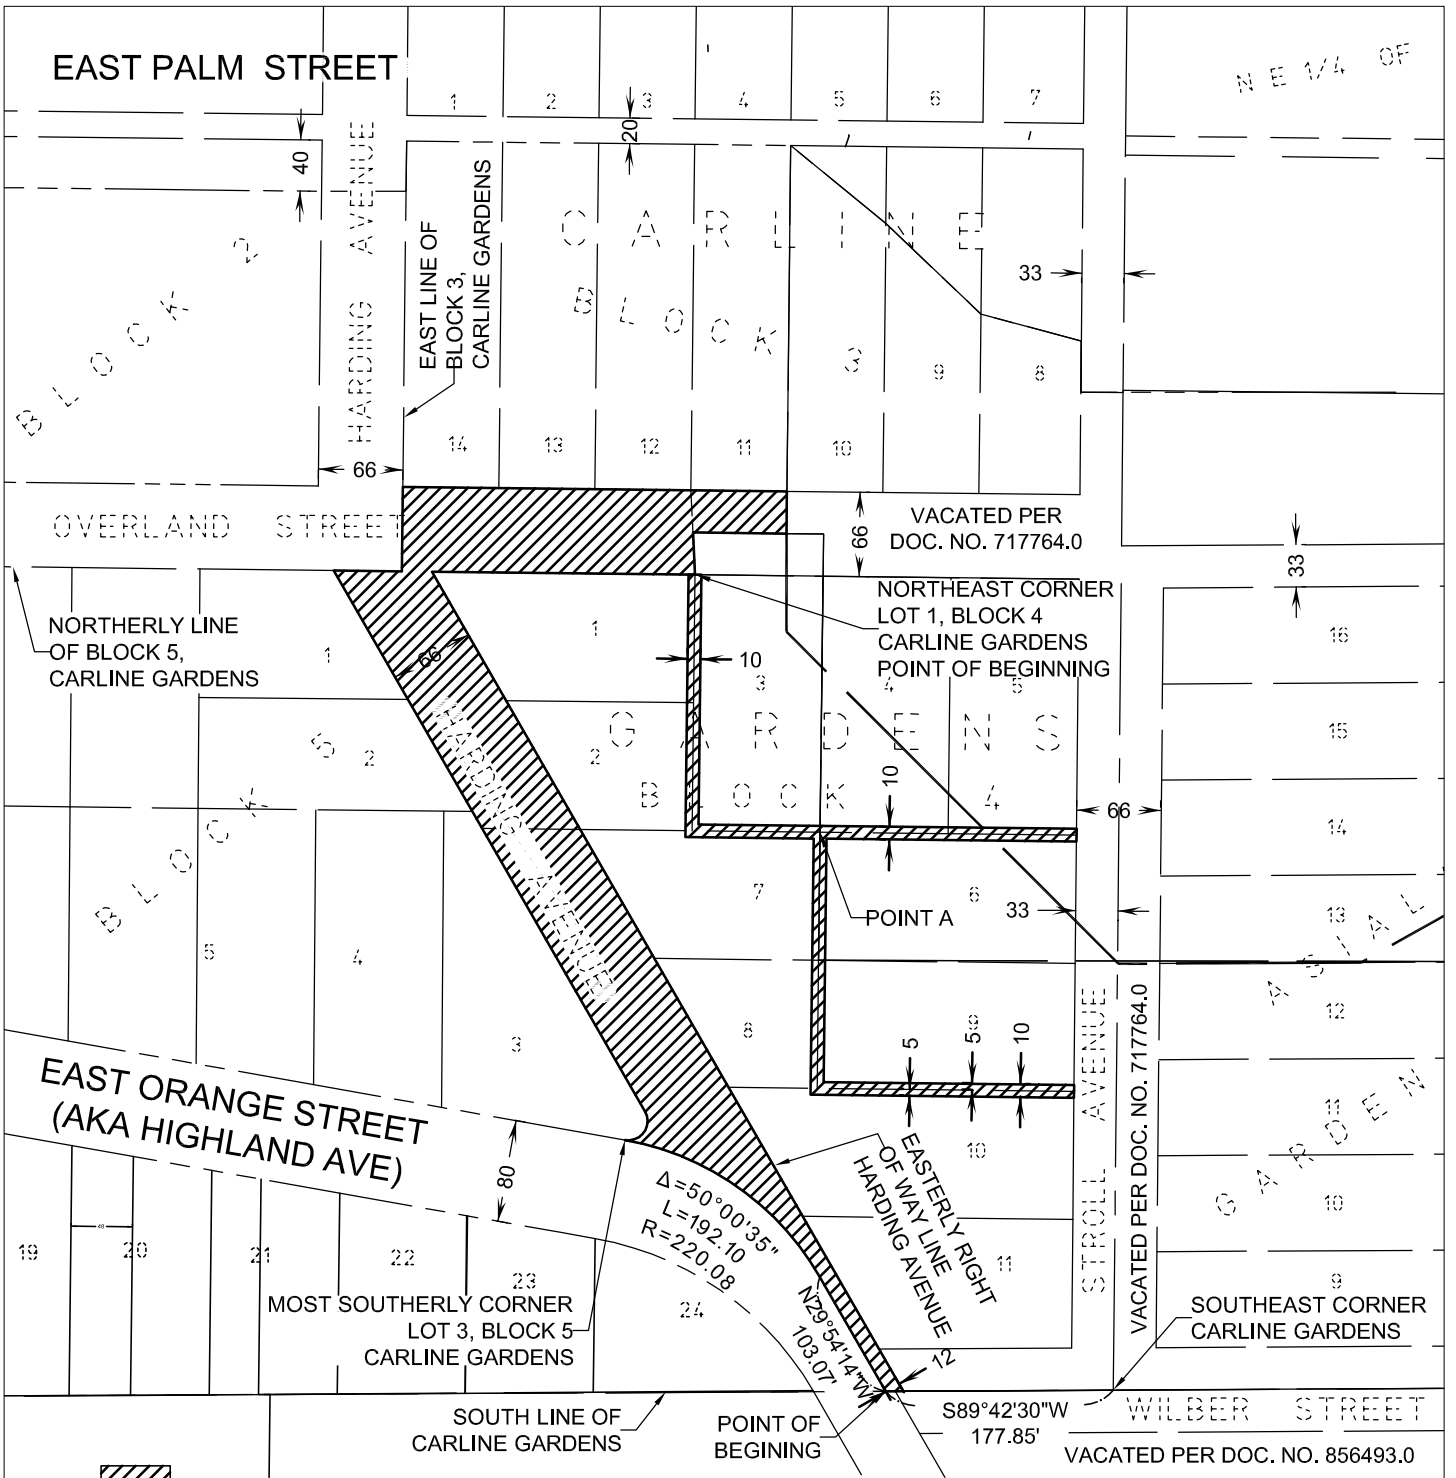 EAST PALM STREET
N E 1/4 OF
1
2
3
4
5
6
7
20
40
HARDING AVENUE
EAST LINE OF
BLOCK 3,
CARLINE GARDENS
CARLINE
BLOCK 3
BLOCK 2
33
9
8
14
13
12
11
10
66
OVERLAND STREET
66
VACATED PER
DOC. NO. 717764.0
33
NORTHEAST CORNER
LOT 1, BLOCK 4
CARLINE GARDENS
POINT OF BEGINNING
NORTHERLY LINE
OF BLOCK 5,
CARLINE GARDENS
1
1
66
10
3
4
5
16
GARDENS
BLOCK 4
2
2
10
15
66
14
BLOCK 5
HARDING AVENUE
7
6
33
13
POINT A
5
4
ASIAL
GARDEN
12
3
8
9
5
5
10
STROLL AVENUE
VACATED PER DOC. NO. 717764.0
11
EAST ORANGE STREET
(AKA HIGHLAND AVE)
80
10
EASTERLY RIGHT
OF WAY LINE
HARDING AVENUE
Δ=50°00'35"
L=192.10
R=220.08
10
48
19
20
21
22
23
24
11
9
MOST SOUTHERLY CORNER
LOT 3, BLOCK 5
CARLINE GARDENS
N29°54'14"W
103.07'
12
SOUTHEAST CORNER
CARLINE GARDENS
SOUTH LINE OF
CARLINE GARDENS
POINT OF
BEGINING
S89°42'30"W
177.85'
WILBER STREET
VACATED PER DOC. NO. 856493.0